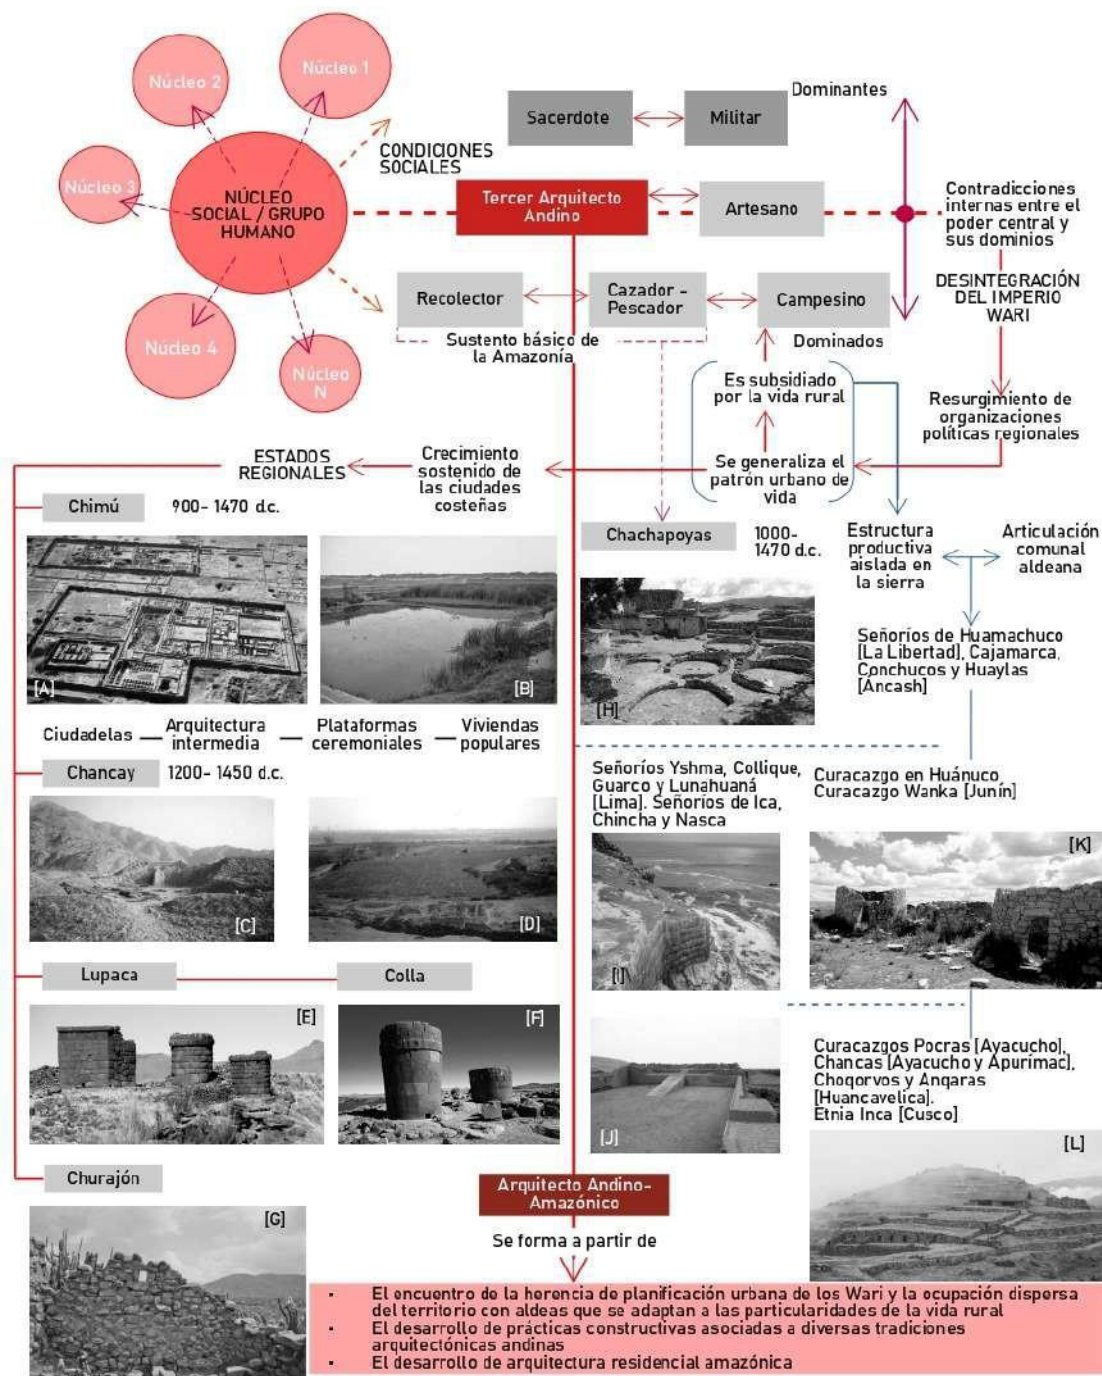 Núcleo 1
Núcleo 2
Núcleo 3
NÚCLEO
SOCIAL / GRUPO
HUMANO
Núcleo 4
Núcleo
N
CONDICIONES
SOCIALES
Sacerdote
Militar
Dominantes
Tercer Arquitecto
Andino
Artesano
Contradicciones
internas entre el
poder central y
sus dominios
Recolector
Cazador -
Pescador
Campesino
DESINTEGRACIÓN
DEL IMPERIO
WARI
Sustento básico de
la Amazonía
Dominados
Es subsidiado
por la vida rural
Resurgimiento de
organizaciones
políticas regionales
Se generaliza el
patrón urbano de
vida
Crecimiento
sostenido de
las ciudades
costeñas
ESTADOS
REGIONALES
Chimú
900- 1470 d.c.
Chachapoyas
1000-
1470 d.c.
Estructura
productiva
aislada en
la sierra
Articulación
comunal
aldeana
[A]
[B]
[H]
Señoríos de Huamachuco
[La Libertad], Cajamarca,
Conchucos y Huaylas
[Áncash]
Ciudadelas
Arquitectura
intermedia
Plataformas
ceremoniales
Viviendas
populares
Chancay
1200- 1450 d.c.
Señoríos Yshma, Collique,
Guarco y Lunahuaná
[Lima]. Señoríos de Ica,
Chincha y Nasca
Curacazgo en Huánuco,
Curacazgo Wanka [Junín]
[C]
[D]
[I]
[K]
Lupaca
Colla
[E]
[F]
[J]
Curacazgos Pocras [Ayacucho],
Chancas [Ayacucho y Apurímac],
Choqorvos y Anqaras
[Huancavelica].
Etnia Inca [Cusco]
[L]
Churajón
[G]
Arquitecto Andino-
Amazónico
Se forma a partir de
▪ El encuentro de la herencia de planificación urbana de los Wari y la ocupación dispersa
del territorio con aldeas que se adaptan a las particularidades de la vida rural
▪ El desarrollo de prácticas constructivas asociadas a diversas tradiciones
arquitectónicas andinas
▪ El desarrollo de arquitectura residencial amazónica